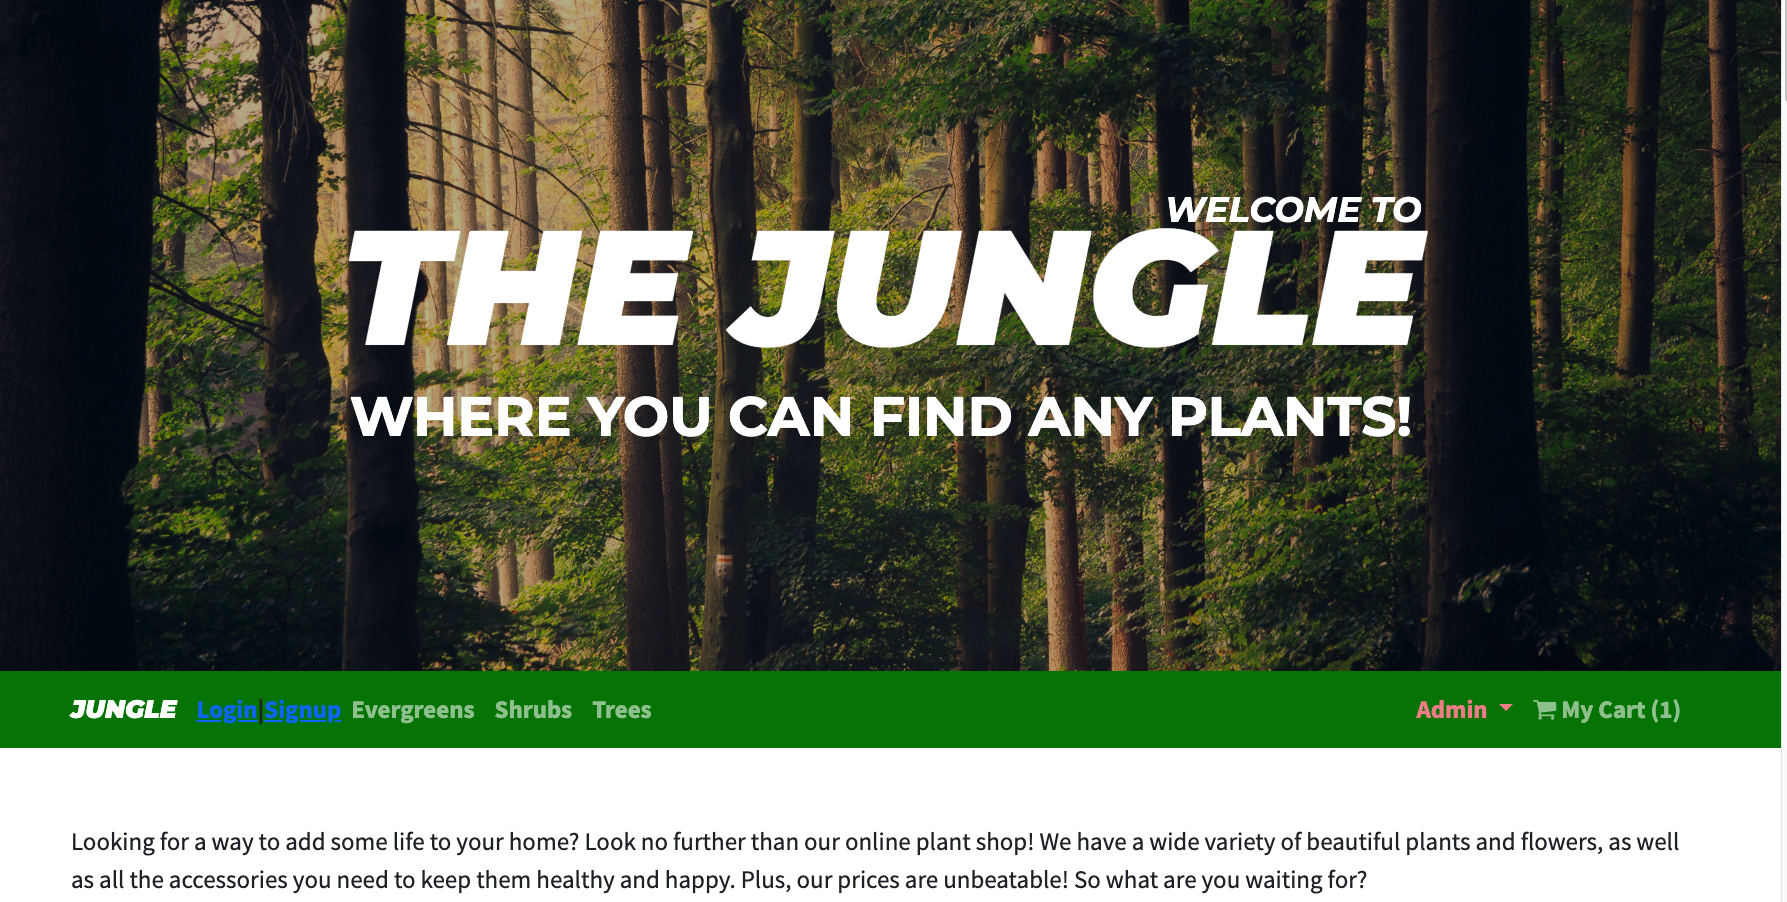 WELCOME TO
THE JUNGLE
WHERE YOU CAN FIND ANY PLANTS!
JUNGLE Login|Signup Evergreens Shrubs Trees Admin My Cart (1)
Looking for a way to add some life to your home? Look no further than our online plant shop! We have a wide variety of beautiful plants and flowers, as well
as all the accessories you need to keep them healthy and happy. Plus, our prices are unbeatable! So what are you waiting for?